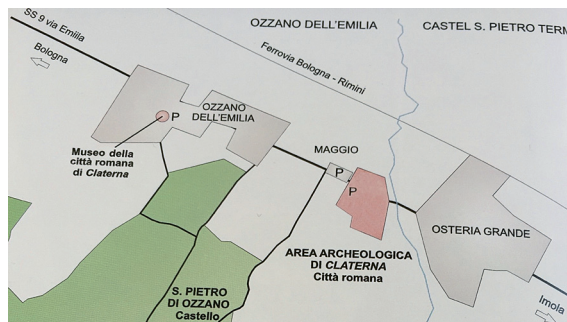 SS 9 via Emilia
Bologna
OZZANO DELL'EMILIA
CASTEL S. PIETRO TERM
Ferrovia Bologna - Rimini
OZZANO
DELL'EMILIA
P
Museo della
città romana
di Claterna
MAGGIO
P
P
OSTERIA GRANDE
AREA ARCHEOLOGICA
DI CLATERNA
Città romana
S. PIETRO
DI OZZANO
Castello
Imola